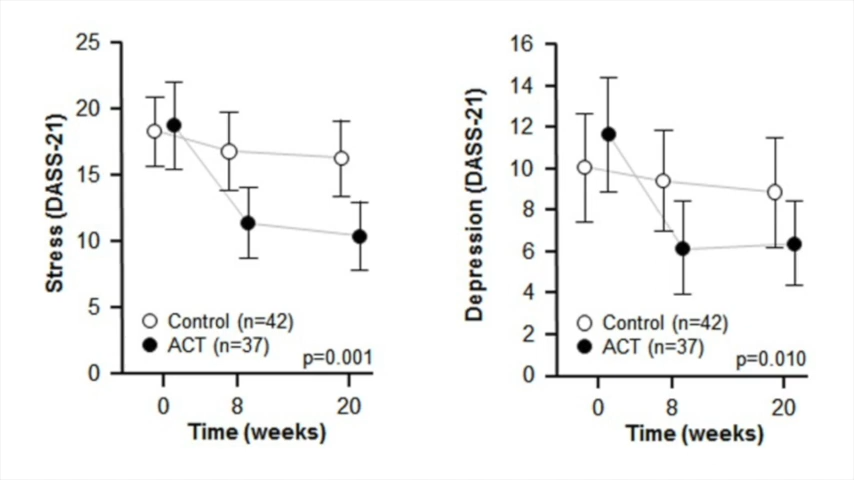 Stress (DASS-21)
25
20
15
10
5
0
Control (n=42)
ACT (n=37)
p=0.001
0 8 20
Time (weeks)
Depression (DASS-21)
16
14
12
10
8
6
4
2
0
Control (n=42)
ACT (n=37)
p=0.010
0 8 20
Time (weeks)